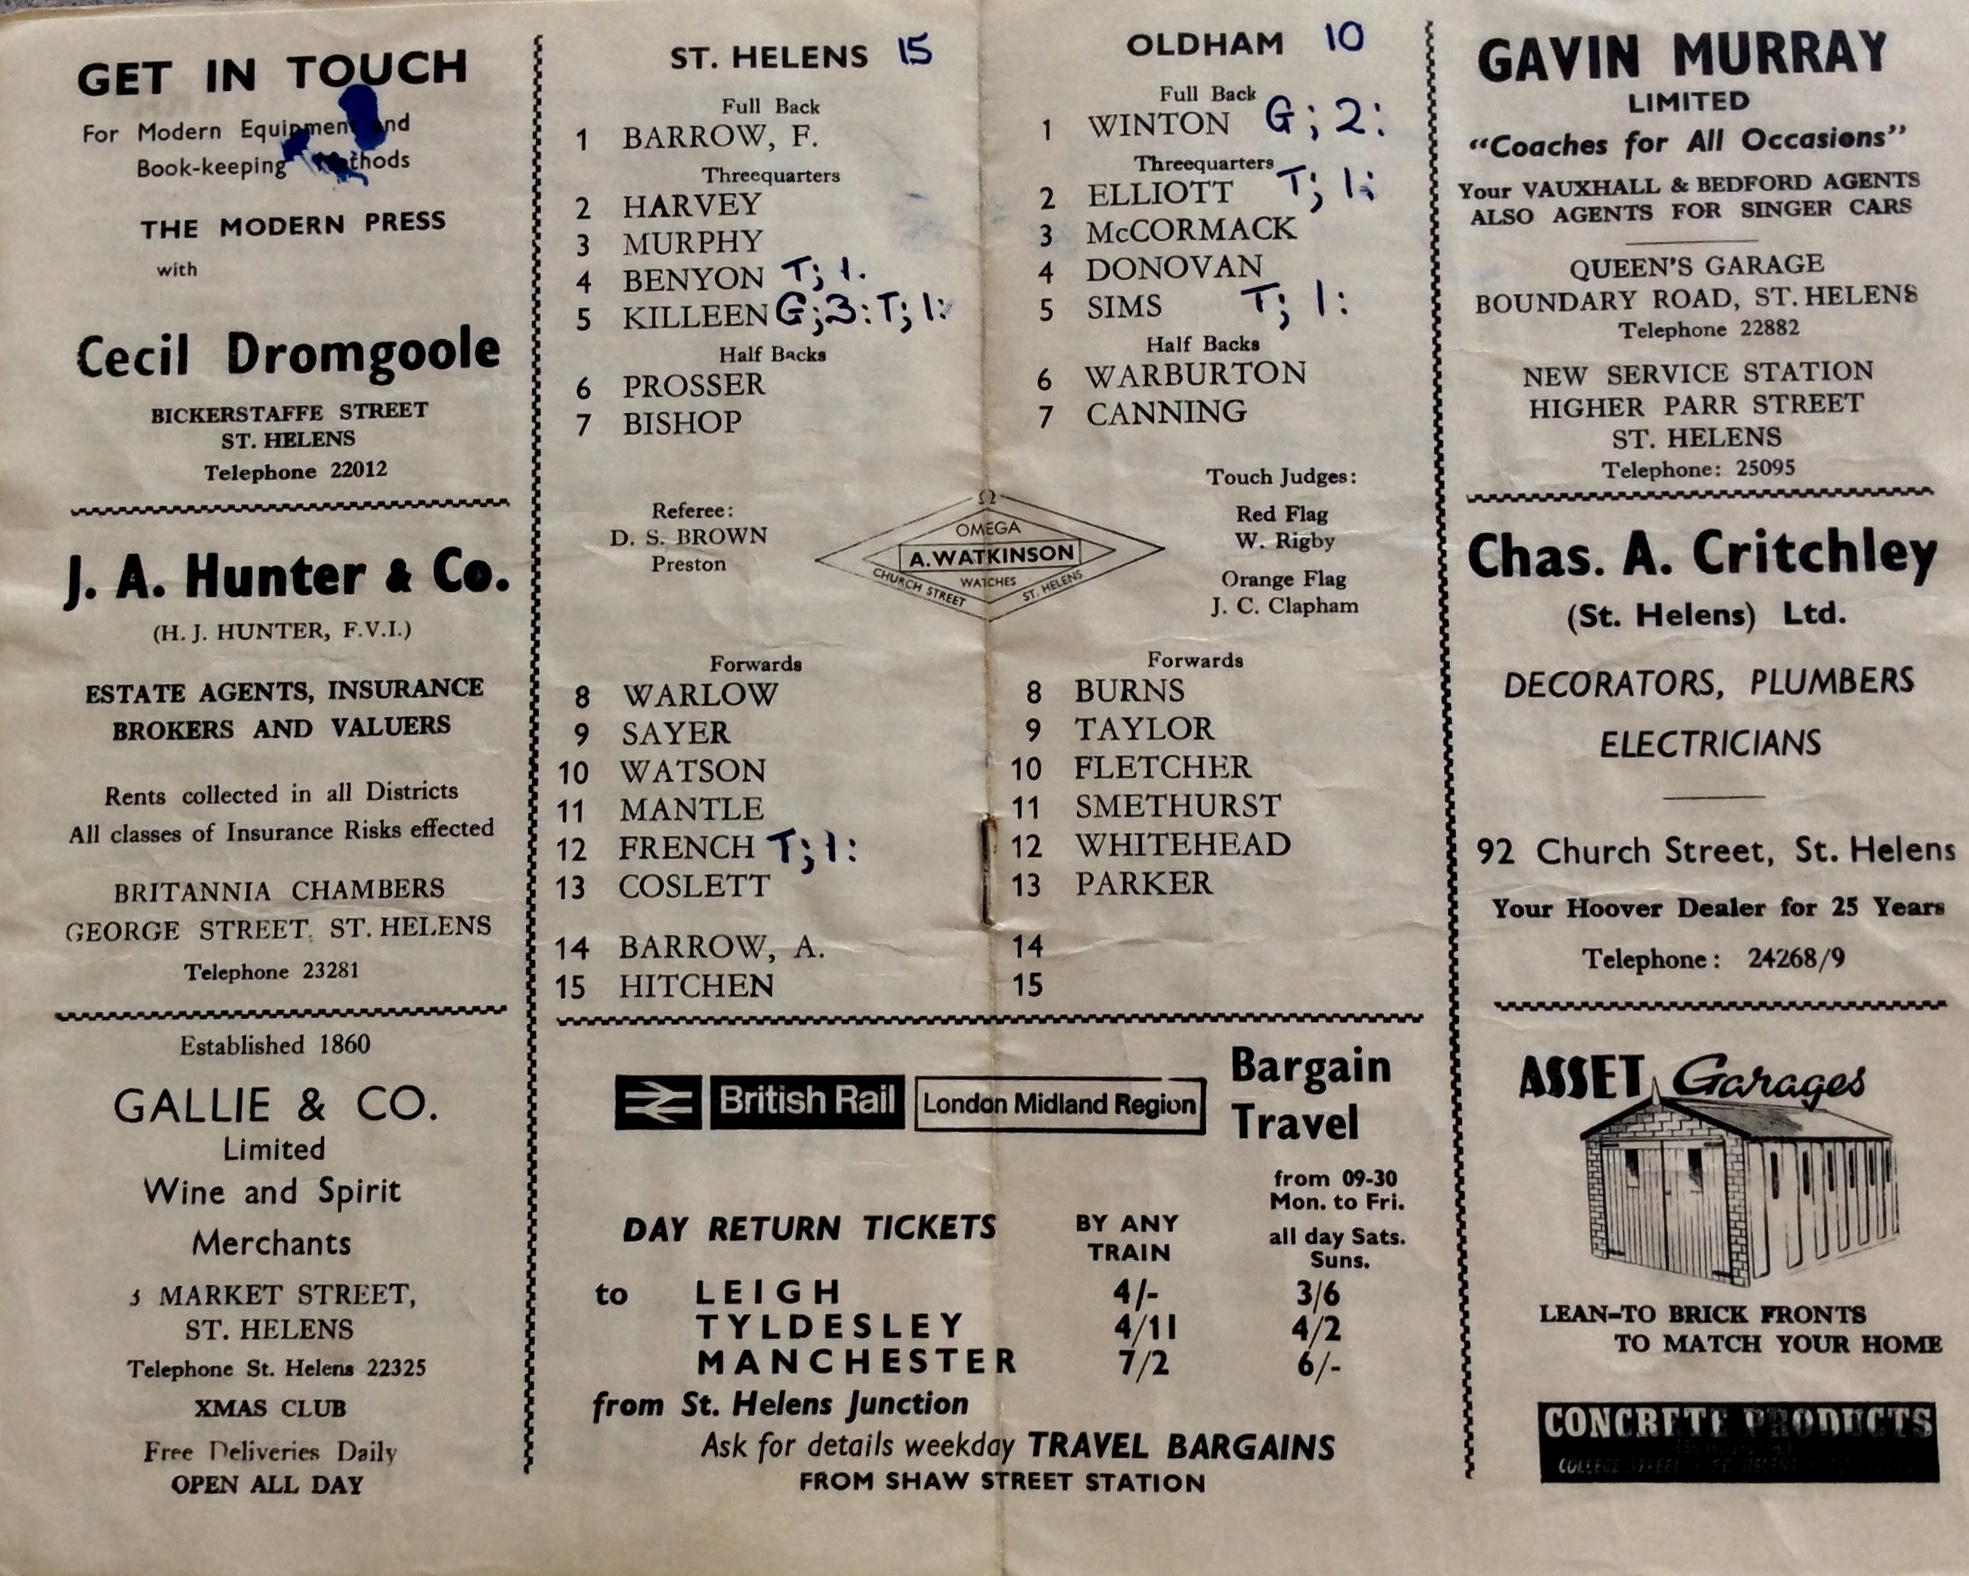 GET IN TOUCH
For Modern Equipment and
Book-keeping Methods
THE MODERN PRESS
with
Cecil Dromgoole
BICKERSTAFFE STREET
ST. HELENS
Telephone 22012
J. A. Hunter & Co.
(H. J. HUNTER, F.V.I.)
ESTATE AGENTS, INSURANCE
BROKERS AND VALUERS
Rents collected in all Districts
All classes of Insurance Risks effected
BRITANNIA CHAMBERS
GEORGE STREET, ST. HELENS
Telephone 23281
Established 1860
GALLIE & CO.
Limited
Wine and Spirit
Merchants
MARKET STREET,
ST. HELENS
Telephone St. Helens 22325
XMAS CLUB
Free Deliveries Daily
OPEN ALL DAY
ST. HELENS 15
Full Back
1 BARROW, F.
Threequarters
2 HARVEY
3 MURPHY
4 BENYON T; 1.
5 KILLEEN G; 3: T; 1:
Half Backs
6 PROSSER
7 BISHOP
Referee:
D. S. BROWN
Preston
Forwards
8 WARLOW
9 SAYER
10 WATSON
11 MANTLE
12 FRENCH T; 1:
13 COSLETT
14 BARROW, A.
15 HITCHEN
Ω
OMEGA
A. WATKINSON
WATCHES
CHURCH STREET ST. HELENS
OLDHAM 10
Full Back
1 WINTON G; 2:
Threequarters
2 ELLIOTT T; 1:
3 McCORMACK
4 DONOVAN
5 SIMS T; 1:
Half Backs
6 WARBURTON
7 CANNING
Touch Judges:
Red Flag
W. Rigby
Orange Flag
J. C. Clapham
Forwards
8 BURNS
9 TAYLOR
10 FLETCHER
11 SMETHURST
12 WHITEHEAD
13 PARKER
14
15
British Rail London Midland Region
Bargain
Travel
DAY RETURN TICKETS
BY ANY
TRAIN
from 09-30
Mon. to Fri.
all day Sats.
Suns.
to LEIGH 4/- 3/6
TYLDESLEY 4/11 4/2
MANCHESTER 7/2 6/-
from St. Helens Junction
Ask for details weekday TRAVEL BARGAINS
FROM SHAW STREET STATION
GAVIN MURRAY
LIMITED
"Coaches for All Occasions"
Your VAUXHALL & BEDFORD AGENTS
ALSO AGENTS FOR SINGER CARS
QUEEN'S GARAGE
BOUNDARY ROAD, ST. HELENS
Telephone 22882
NEW SERVICE STATION
HIGHER PARR STREET
ST. HELENS
Telephone: 25095
Chas. A. Critchley
(St. Helens) Ltd.
DECORATORS, PLUMBERS
ELECTRICIANS
92 Church Street, St. Helens
Your Hoover Dealer for 25 Years
Telephone: 24268/9
ASSET Garages
LEAN-TO BRICK FRONTS
TO MATCH YOUR HOME
CONCRETE PRODUCTS
COLLEGE STREET